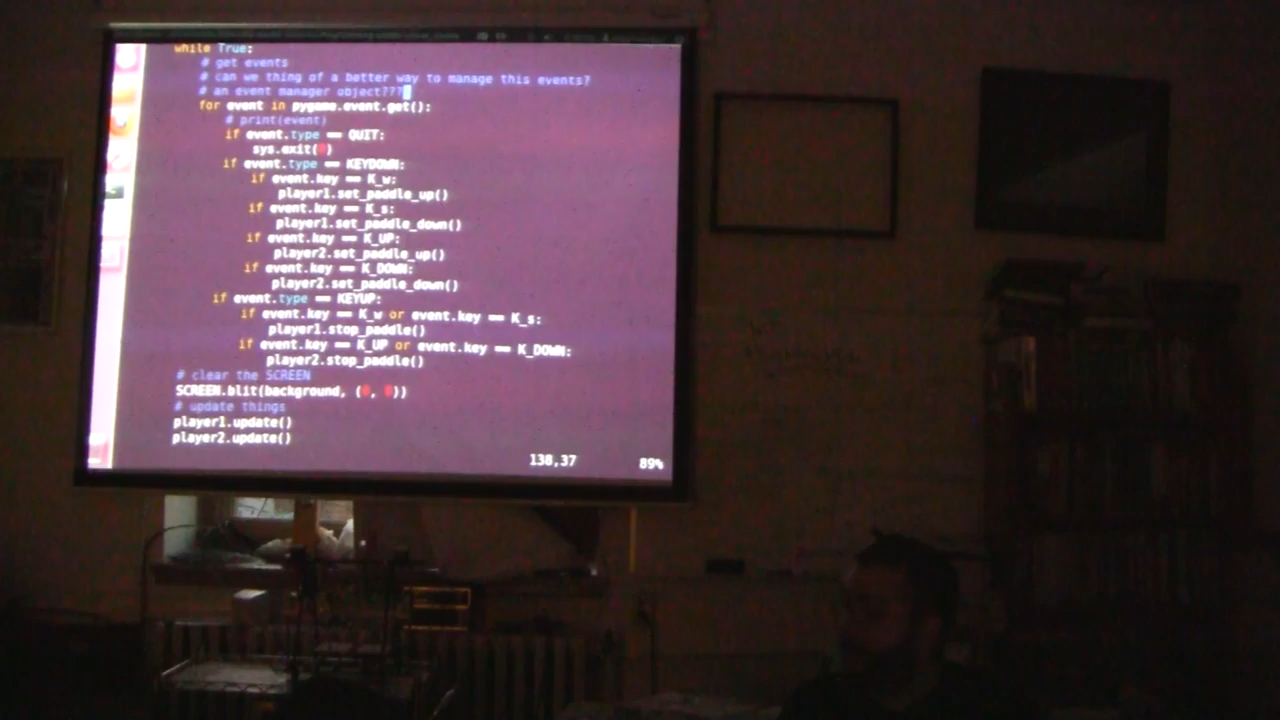 while True:
# get events
# can we thing of a better way to manage this events?
# an event manager object???
for event in pygame.event.get():
# print(event)
if event.type == QUIT:
sys.exit(0)
if event.type == KEYDOWN:
if event.key == K_w:
player1.set_paddle_up()
if event.key == K_s:
player1.set_paddle_down()
if event.key == K_UP:
player2.set_paddle_up()
if event.key == K_DOWN:
player2.set_paddle_down()
if event.type == KEYUP:
if event.key == K_w or event.key == K_s:
player1.stop_paddle()
if event.key == K_UP or event.key == K_DOWN:
player2.stop_paddle()
# clear the SCREEN
SCREEN.blit(background, (0, 0))
# update things
player1.update()
player2.update()
138,37 89%